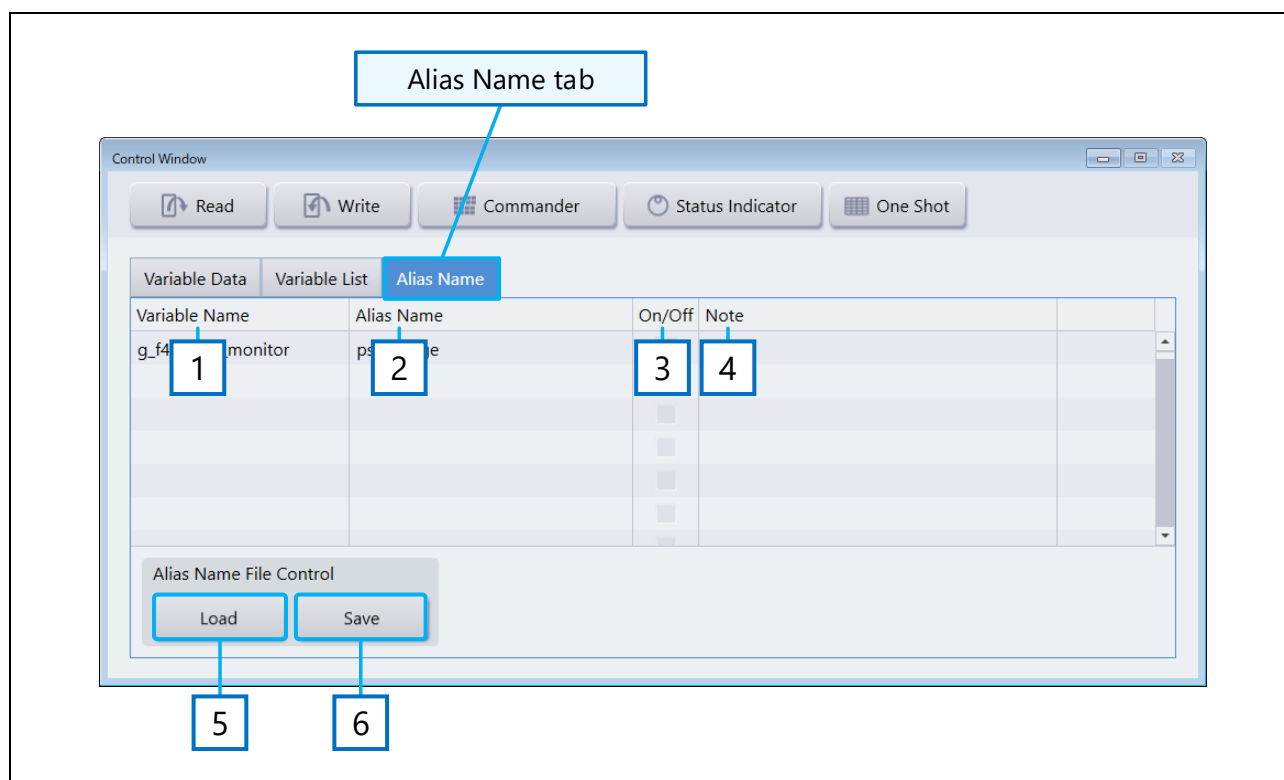 Alias Name tab
Control Window
Read Write Commander Status Indicator One Shot
Variable Data Variable List Alias Name
Variable Name Alias Name On/Off Note
1 2 3 4
5 6
Alias Name File Control
Load Save